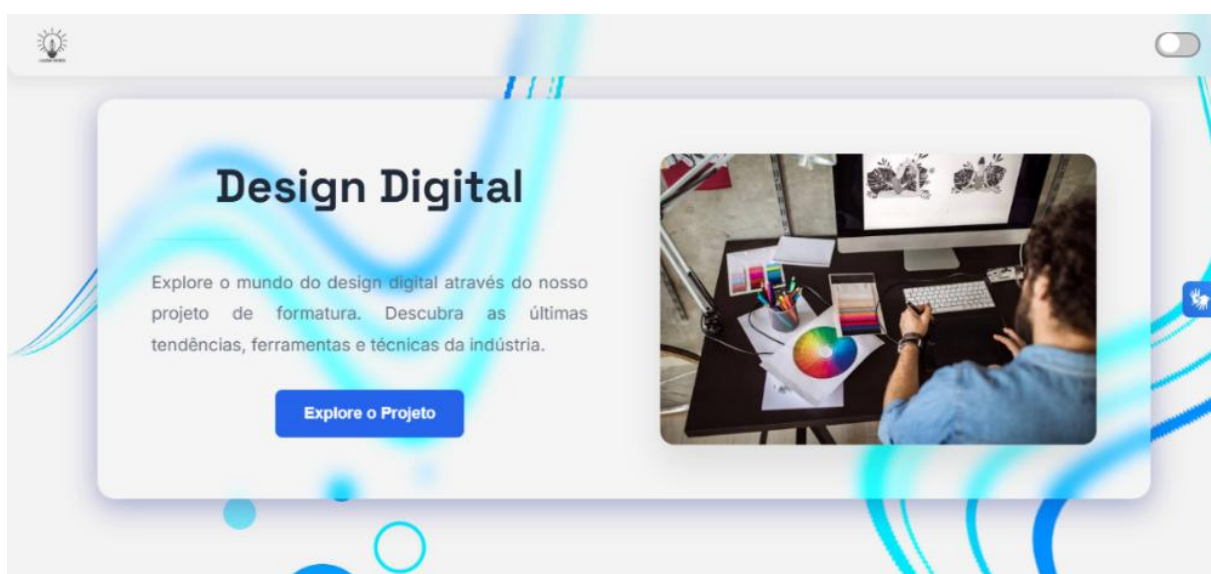 Design Digital
Explore o mundo do design digital através do nosso
projeto de formatura. Descubra as últimas
tendências, ferramentas e técnicas da indústria.
Explore o Projeto